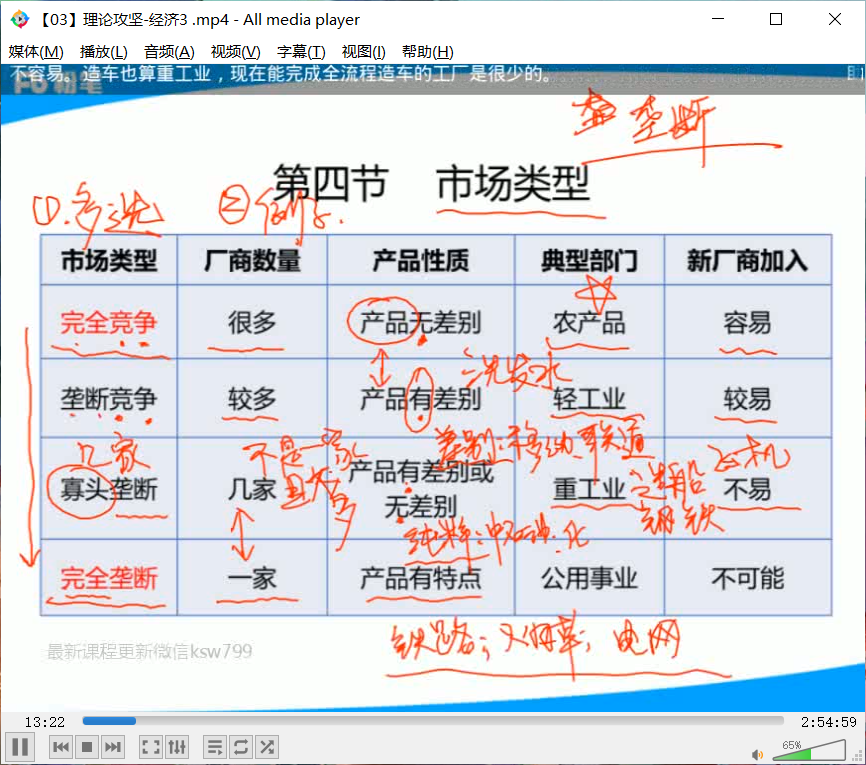 【03】理论攻坚-经济3 .mp4 - All media player
媒体(M) 播放(L) 音频(A) 视频(V) 字幕(T) 视图(I) 帮助(H)
不容易。造车也算重工业，现在能完成全流程造车的工厂是很少的。
粉笔
垄断
第四节 市场类型
①.多选 ②例子.
市场类型 厂商数量 产品性质 典型部门 新厂商加入
完全竞争 很多 产品无差别 农产品 容易
洗发水
垄断竞争 较多 产品有差别 轻工业 较易
几家 不是一家 差别:移动.联通 飞机
寡头垄断 几家 且不多 产品有差别或无差别 重工业 造船 不易
钢铁
纯粹:中石油.化
完全垄断 一家 产品有特点 公用事业 不可能
铁路; 电网
最新课程更新微信ksw799
13:22 2:54:59
65%